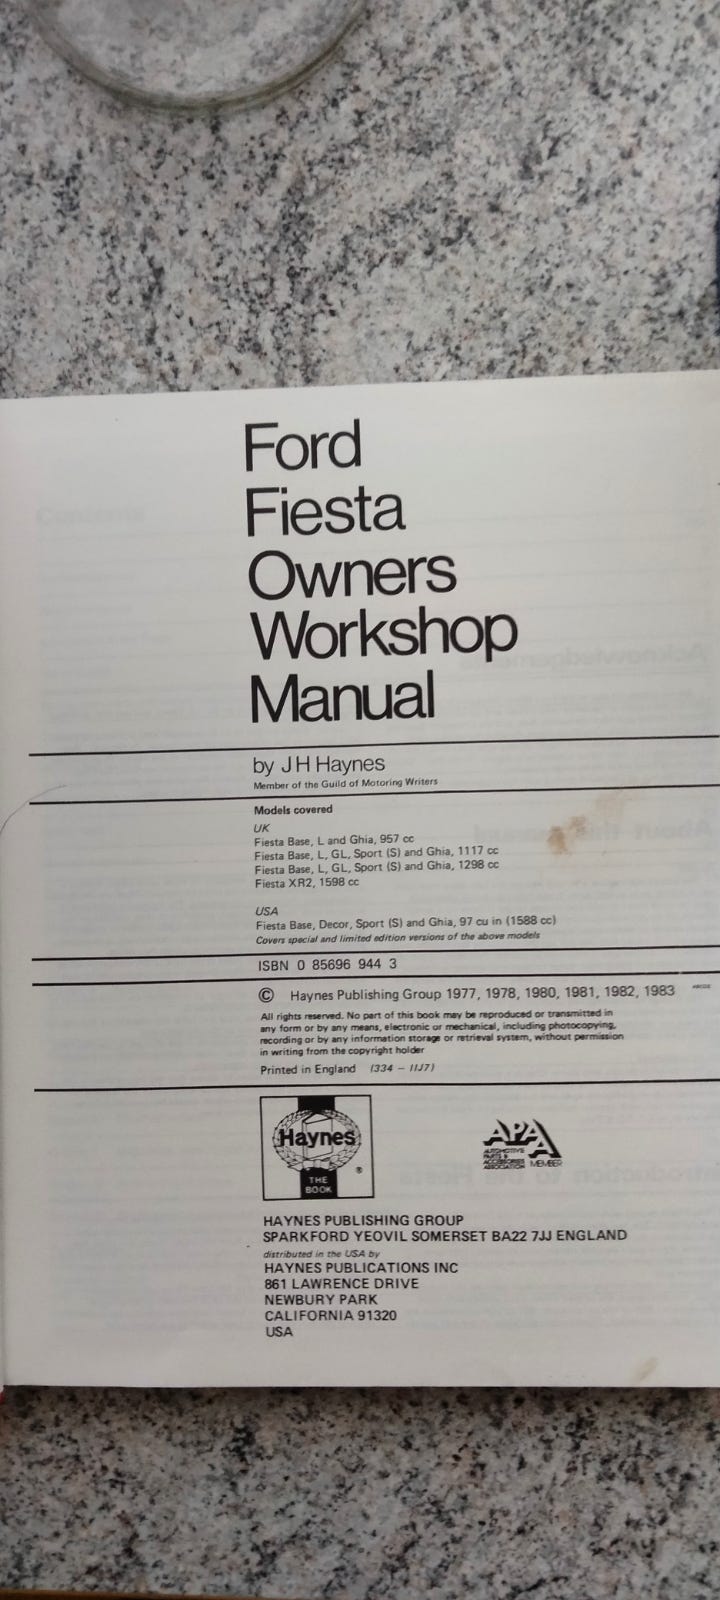 Ford
Fiesta
Owners
Workshop
Manual
by J H Haynes
Member of the Guild of Motoring Writers
Models covered
UK
Fiesta Base, L and Ghia, 957 cc
Fiesta Base, L, GL, Sport (S) and Ghia, 1117 cc
Fiesta Base, L, GL, Sport (S) and Ghia, 1298 cc
Fiesta XR2, 1598 cc
USA
Fiesta Base, Decor, Sport (S) and Ghia, 97 cu in (1588 cc)
Covers special and limited edition versions of the above models
ISBN 0 85696 944 3
© Haynes Publishing Group 1977, 1978, 1980, 1981, 1982, 1983
All rights reserved. No part of this book may be reproduced or transmitted in
any form or by any means, electronic or mechanical, including photocopying,
recording or by any information storage or retrieval system, without permission
in writing from the copyright holder
Printed in England (334 – IIJ7)
Haynes
®
THE
BOOK
APAA
AUTOMOTIVE
PARTS &
ACCESSORIES
ASSOCIATION MEMBER
HAYNES PUBLISHING GROUP
SPARKFORD YEOVIL SOMERSET BA22 7JJ ENGLAND
distributed in the USA by
HAYNES PUBLICATIONS INC
861 LAWRENCE DRIVE
NEWBURY PARK
CALIFORNIA 91320
USA